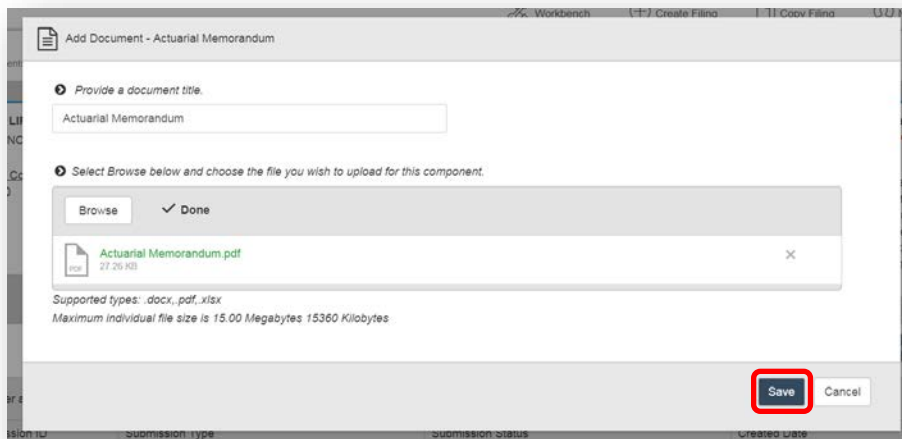 Workbench
Create Filing
Copy Filing
Add Document - Actuarial Memorandum
Provide a document title.
Actuarial Memorandum
Select Browse below and choose the file you wish to upload for this component.
Browse
Done
Actuarial Memorandum.pdf
PDF
27.26 KB
Supported types: .docx,.pdf,.xlsx
Maximum individual file size is 15.00 Megabytes 15360 Kilobytes
Save
Cancel
Submission Type
Submission Status
Created Date